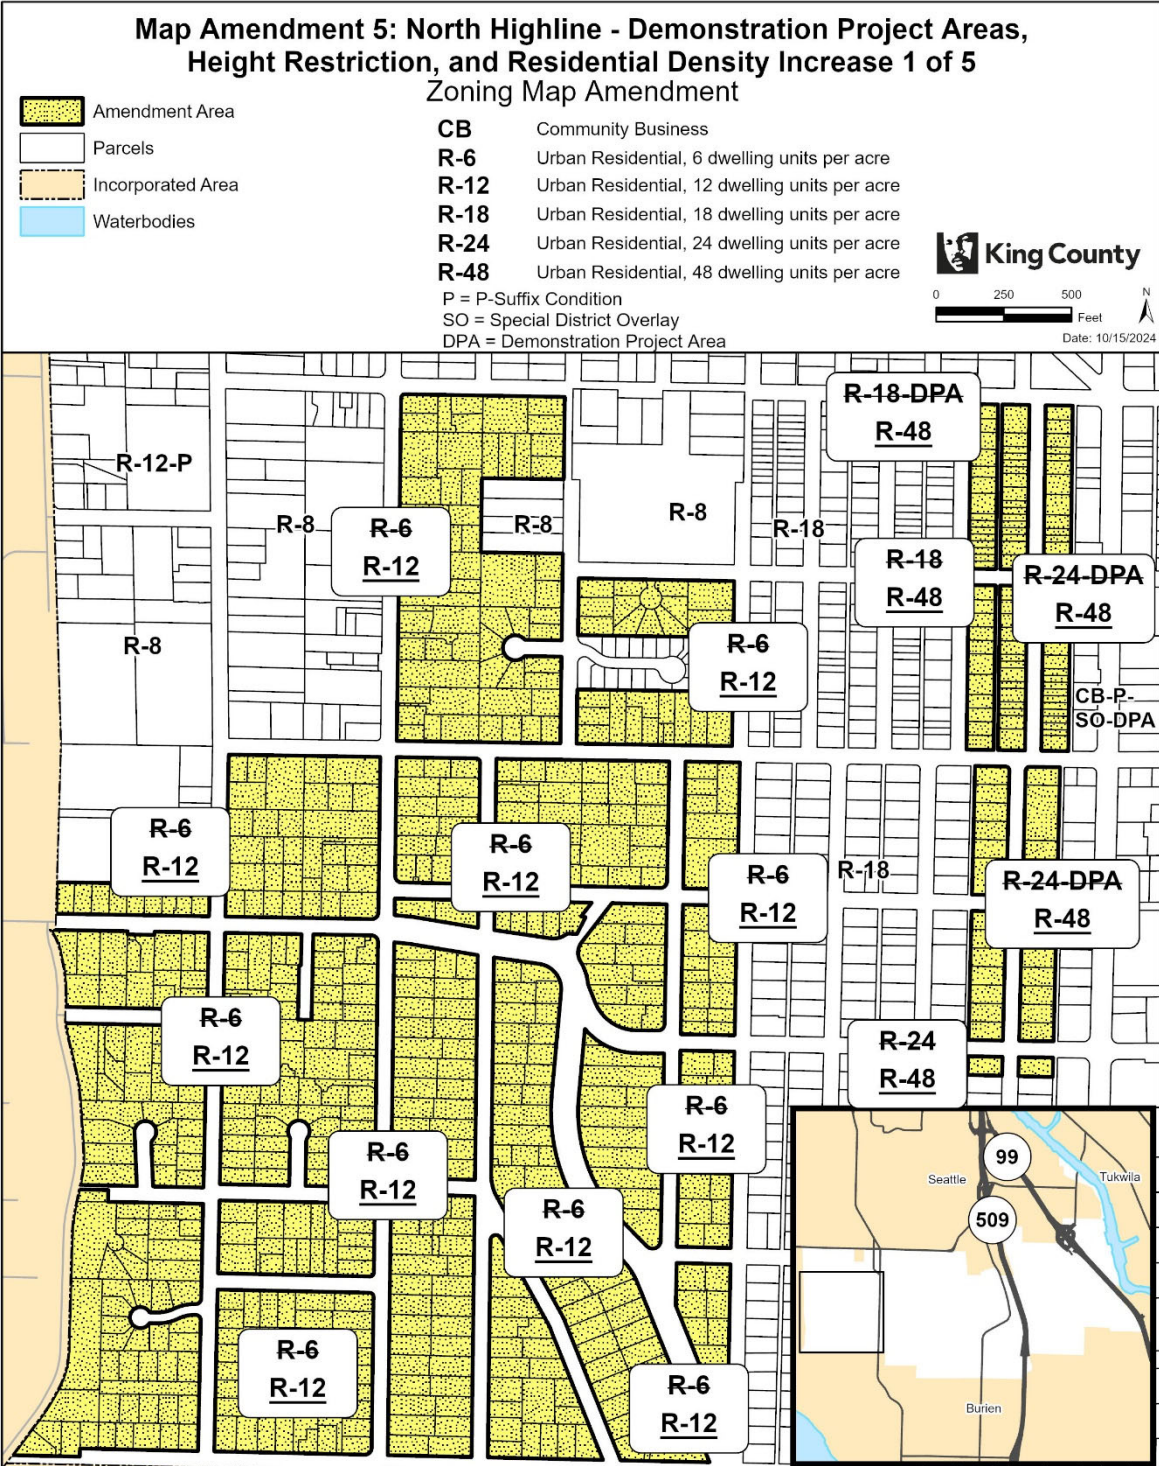 Map Amendment 5: North Highline - Demonstration Project Areas,
Height Restriction, and Residential Density Increase 1 of 5
Zoning Map Amendment
Amendment Area
Parcels
Incorporated Area
Waterbodies
CB Community Business
R-6 Urban Residential, 6 dwelling units per acre
R-12 Urban Residential, 12 dwelling units per acre
R-18 Urban Residential, 18 dwelling units per acre
R-24 Urban Residential, 24 dwelling units per acre
R-48 Urban Residential, 48 dwelling units per acre
P = P-Suffix Condition
SO = Special District Overlay
DPA = Demonstration Project Area
King County
0 250 500
Feet
N
Date: 10/15/2024
R-18-DPA
R-48
R-12-P
R-8
R-6
R-12
R-8
R-8
R-18
R-18
R-48
R-24-DPA
R-48
R-8
R-6
R-12
CB-P-
SO-DPA
R-6
R-12
R-6
R-12
R-6
R-12
R-18
R-24-DPA
R-48
R-6
R-12
R-24
R-48
R-6
R-12
R-6
R-12
R-6
R-12
R-6
R-12
R-6
R-12
99
Seattle
Tukwila
509
Burien